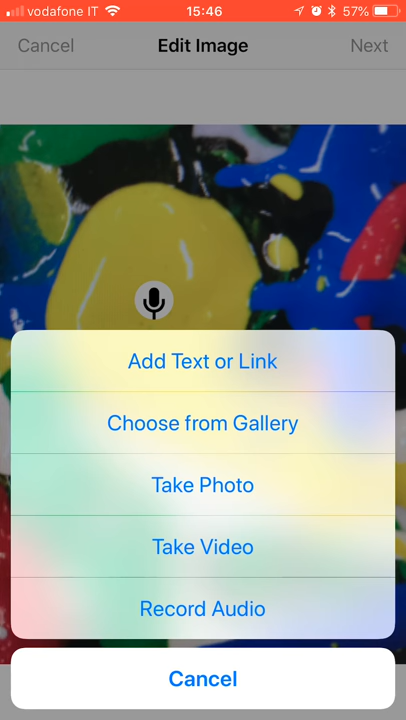 vodafone IT 15:46 57%
Cancel Edit Image Next
Add Text or Link
Choose from Gallery
Take Photo
Take Video
Record Audio
Cancel